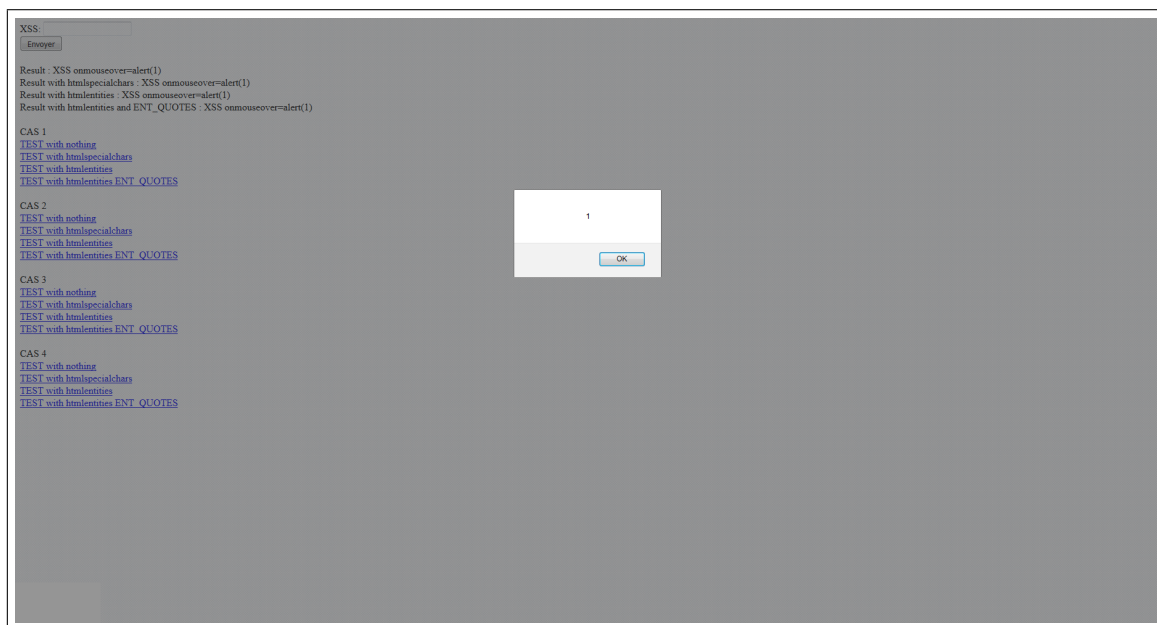 XSS:
Envoyer
Result : XSS onmouseover=alert(1)
Result with htmlspecialchars : XSS onmouseover=alert(1)
Result with htmlentities : XSS onmouseover=alert(1)
Result with htmlentities and ENT_QUOTES : XSS onmouseover=alert(1)
CAS 1
TEST with nothing
TEST with htmlspecialchars
TEST with htmlentities
TEST with htmlentities ENT_QUOTES
CAS 2
TEST with nothing
TEST with htmlspecialchars
TEST with htmlentities
TEST with htmlentities ENT_QUOTES
CAS 3
TEST with nothing
TEST with htmlspecialchars
TEST with htmlentities
TEST with htmlentities ENT_QUOTES
CAS 4
TEST with nothing
TEST with htmlspecialchars
TEST with htmlentities
TEST with htmlentities ENT_QUOTES
1
OK